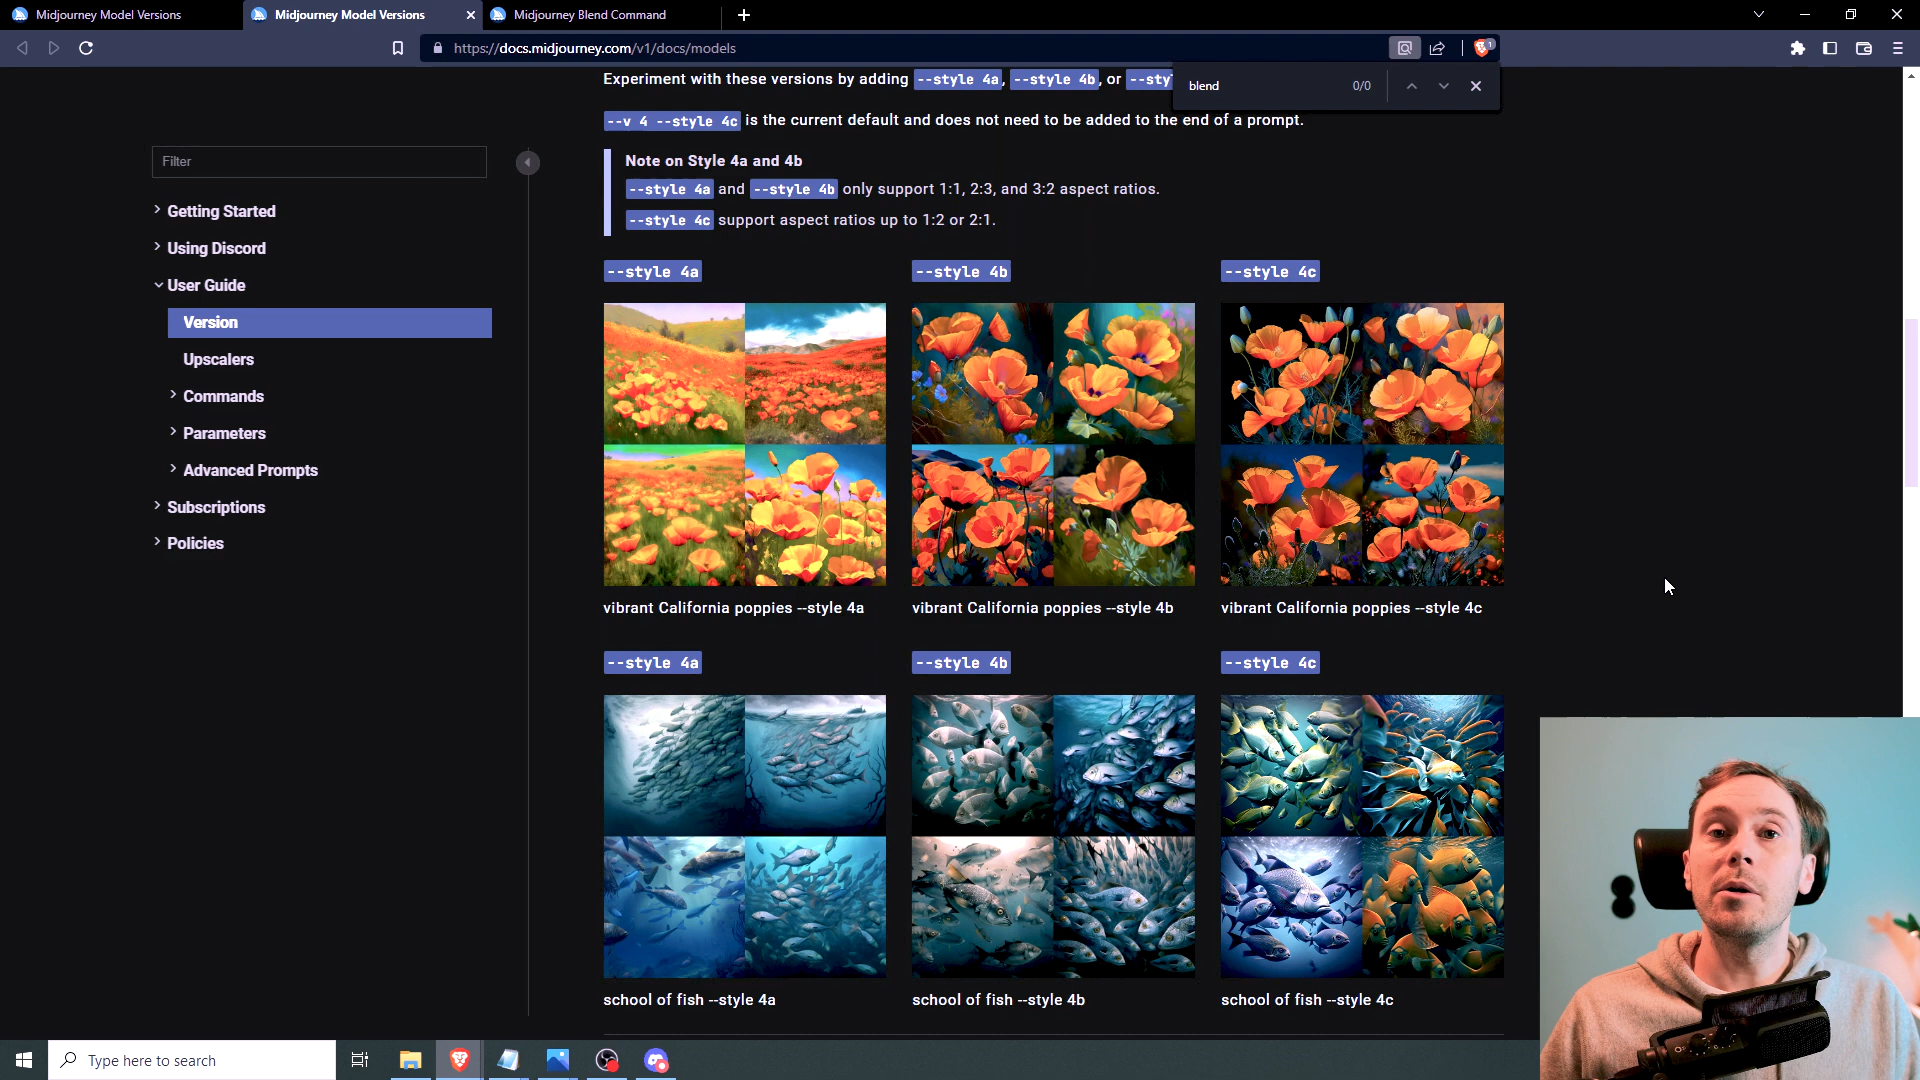 Midjourney Model Versions
Midjourney Model Versions
Midjourney Blend Command
https://docs.midjourney.com/v1/docs/models
1
Experiment with these versions by adding --style 4a, --style 4b, or --sty
blend
0/0
--v 4 --style 4c is the current default and does not need to be added to the end of a prompt.
Filter
Getting Started
Using Discord
User Guide
Version
Upscalers
Commands
Parameters
Advanced Prompts
Subscriptions
Policies
Note on Style 4a and 4b
--style 4a and --style 4b only support 1:1, 2:3, and 3:2 aspect ratios.
--style 4c support aspect ratios up to 1:2 or 2:1.
--style 4a
--style 4b
--style 4c
vibrant California poppies --style 4a
vibrant California poppies --style 4b
vibrant California poppies --style 4c
--style 4a
--style 4b
--style 4c
school of fish --style 4a
school of fish --style 4b
school of fish --style 4c
Type here to search